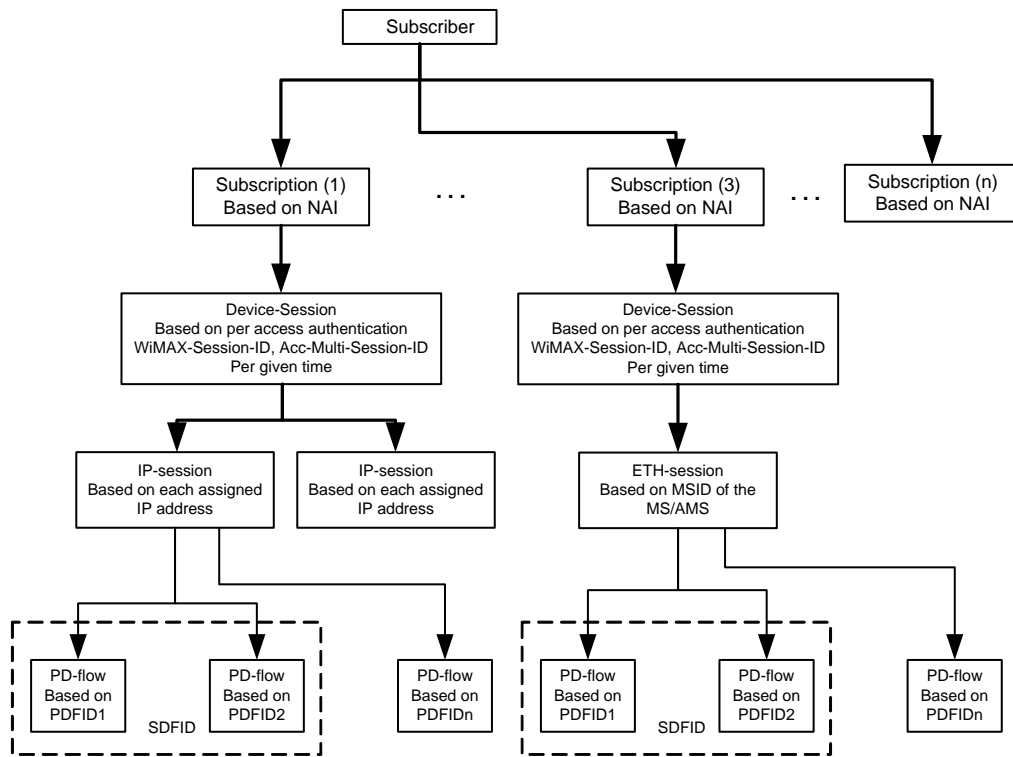 Subscriber
Subscription (1)
Based on NAI
. . .
Subscription (3)
Based on NAI
. . .
Subscription (n)
Based on NAI
Device-Session
Based on per access authentication
WiMAX-Session-ID, Acc-Multi-Session-ID
Per given time
Device-Session
Based on per access authentication
WiMAX-Session-ID, Acc-Multi-Session-ID
Per given time
IP-session
Based on each assigned
IP address
IP-session
Based on each assigned
IP address
ETH-session
Based on MSID of the
MS/AMS
PD-flow
Based on
PDFID1
SDFID
PD-flow
Based on
PDFID2
PD-flow
Based on
PDFIDn
PD-flow
Based on
PDFID1
SDFID
PD-flow
Based on
PDFID2
PD-flow
Based on
PDFIDn